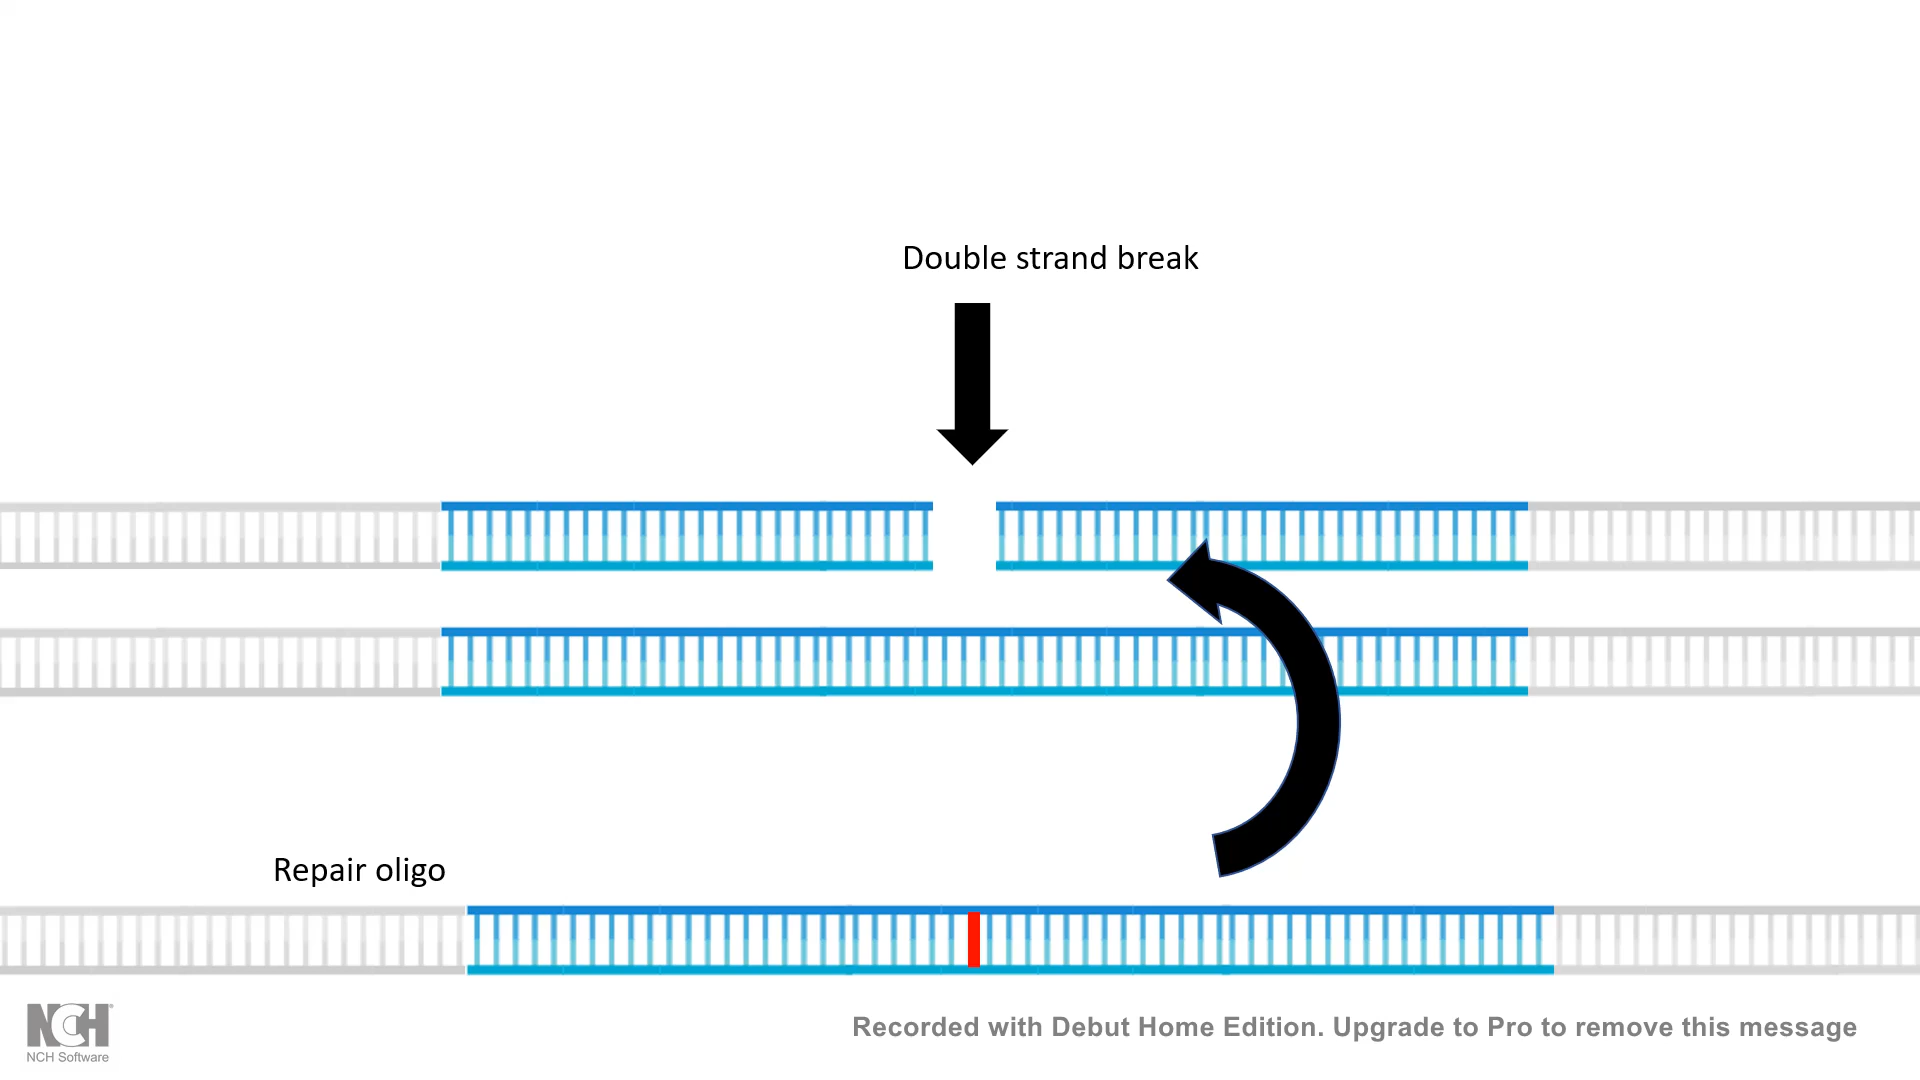 Double strand break
Repair oligo
NCH
NCH Software
Recorded with Debut Home Edition. Upgrade to Pro to remove this message